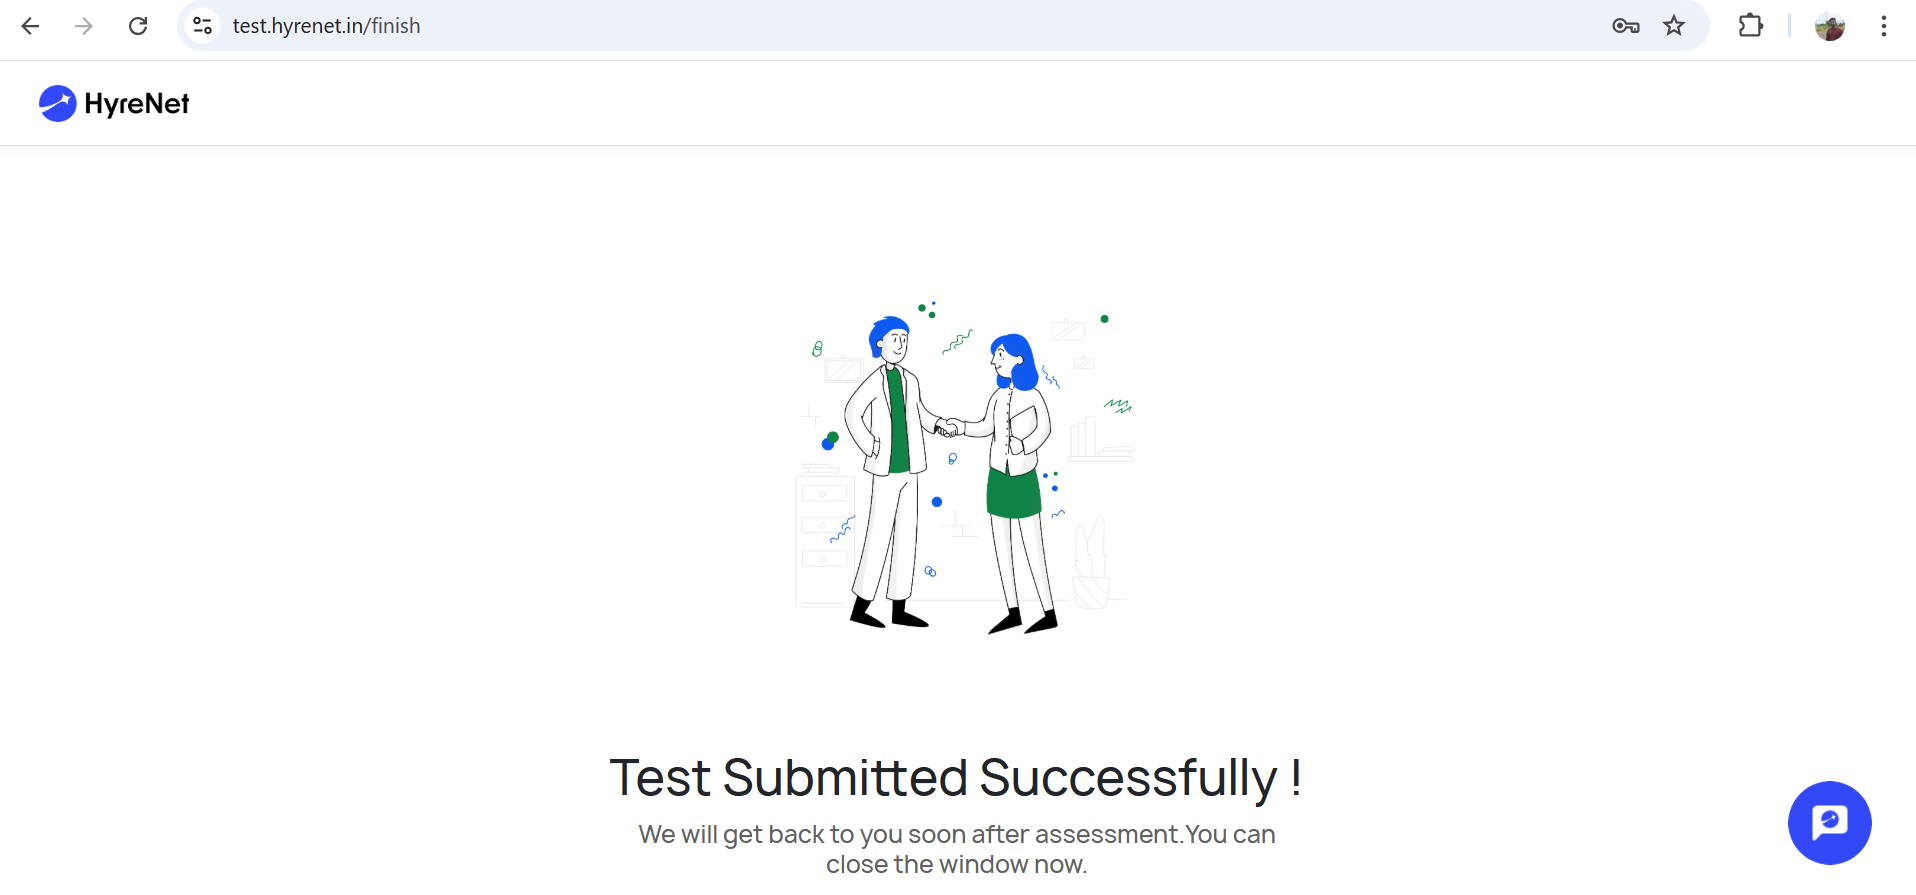 test.hyrenet.in/finish
HyreNet
Test Submitted Successfully !
We will get back to you soon after assessment.You can
close the window now.